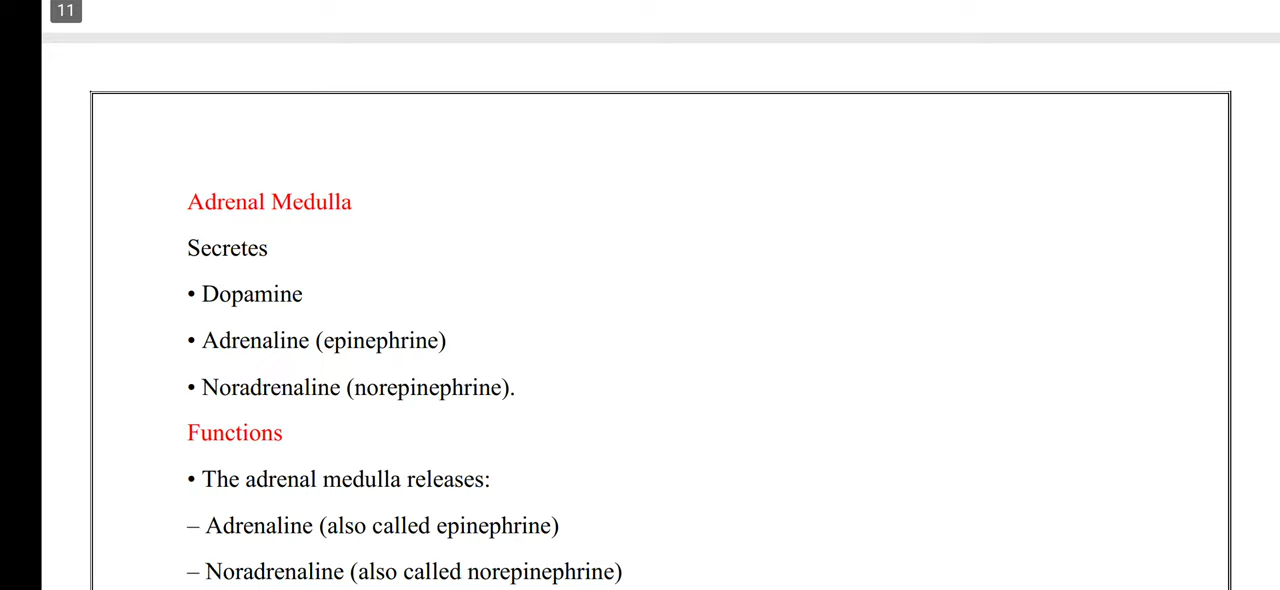 11
Adrenal Medulla
Secretes
• Dopamine
• Adrenaline (epinephrine)
• Noradrenaline (norepinephrine).
Functions
• The adrenal medulla releases:
– Adrenaline (also called epinephrine)
– Noradrenaline (also called norepinephrine)